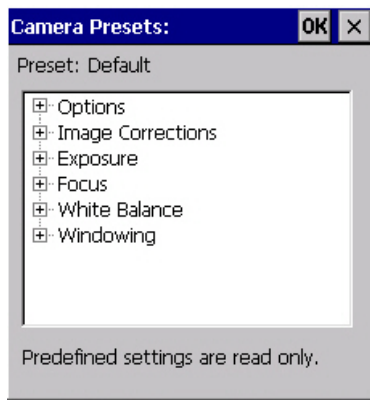 Camera Presets: OK ×
Preset: Default
Options
Image Corrections
Exposure
Focus
White Balance
Windowing
Predefined settings are read only.